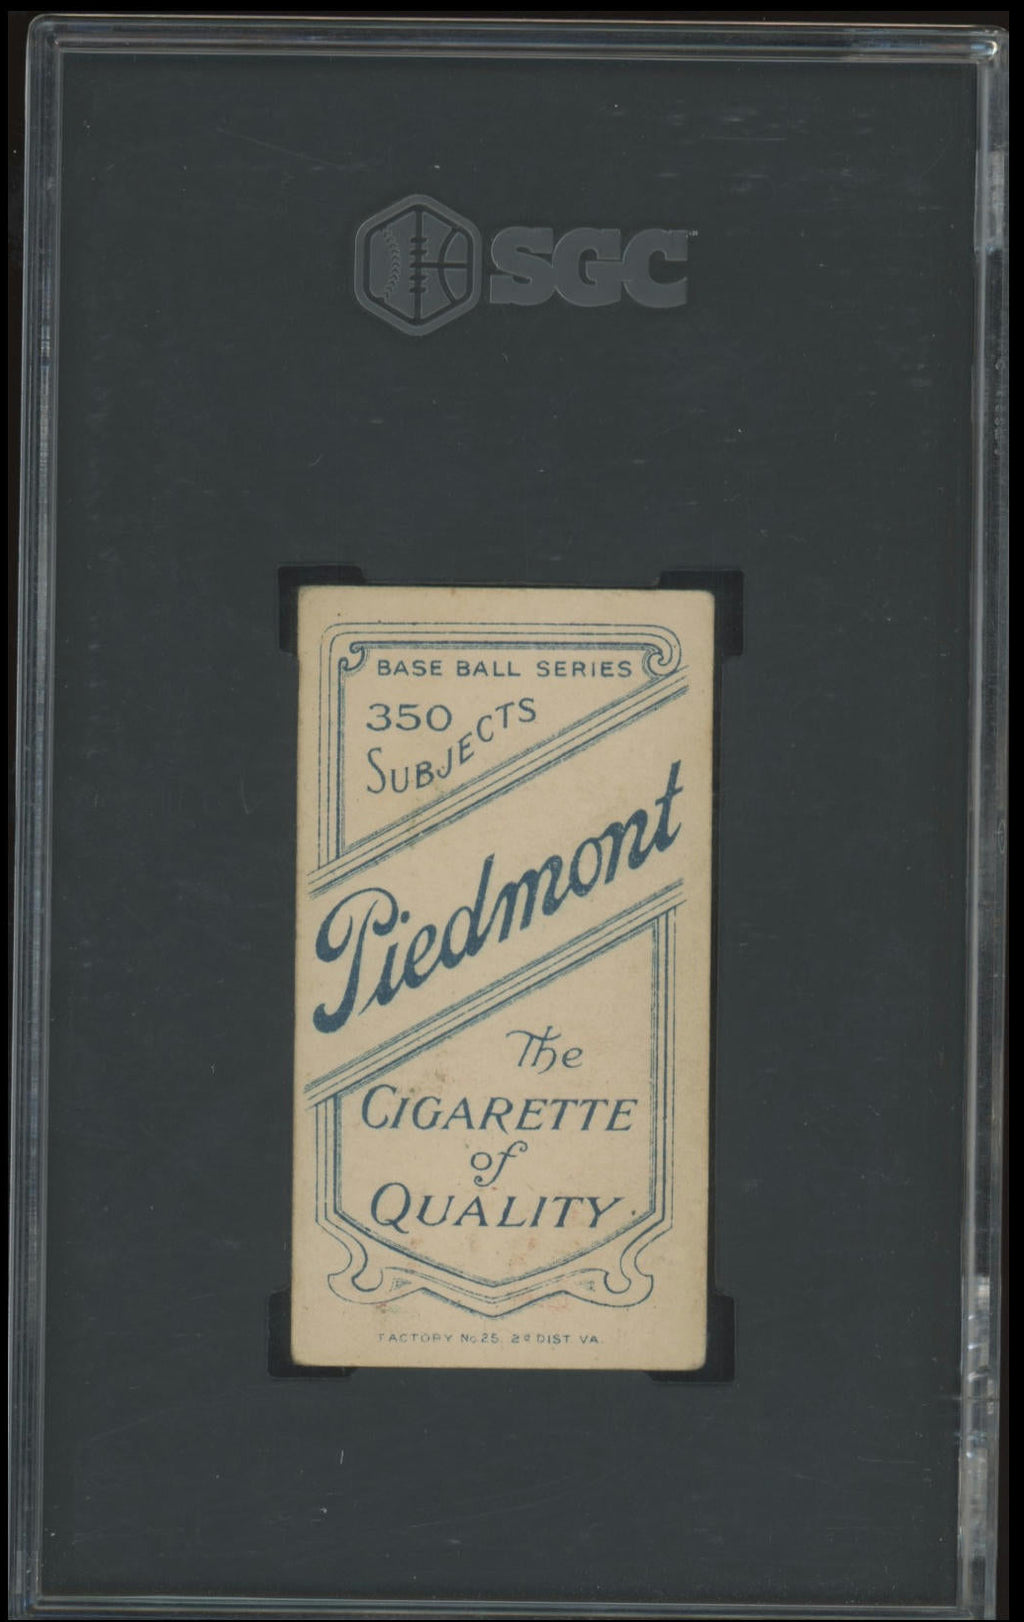 SGC
BASE BALL SERIES
350
SUBJECTS
Piedmont
The
CIGARETTE
of
QUALITY.
FACTORY No. 25. 2d DIST. VA.